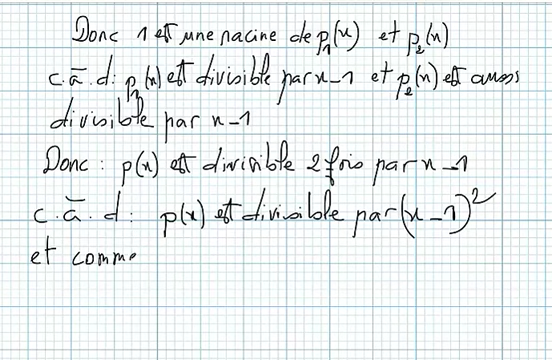 Donc 1 est une racine de p₁(x) et p₂(x)
c.ā.d: p₁(x) est divisible par x-1 et p₂(x) est auss
divisible par x-1
Donc : p(x) est divisible 2 fois par x-1
c.ā.d: p(x) est divisible par (x-1)²
et comme